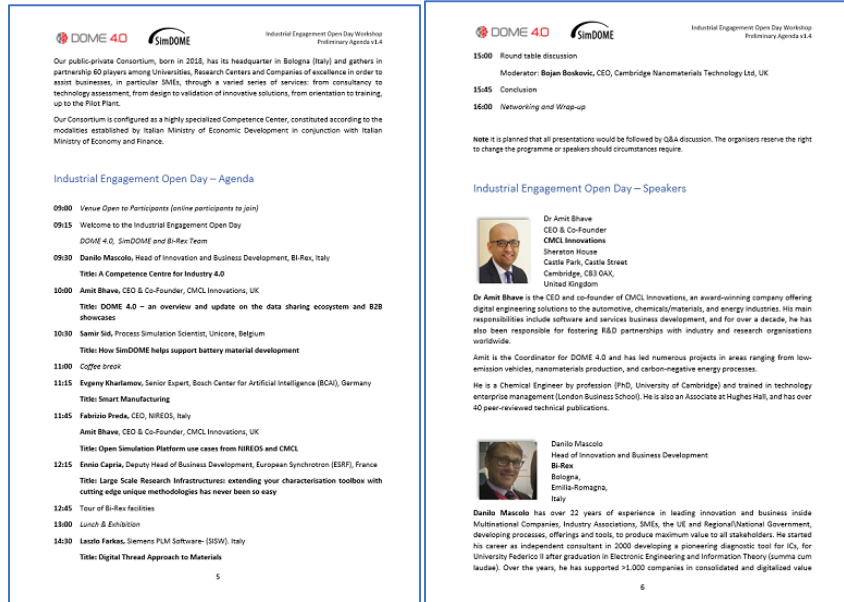 DOME 4.0
SimDOME
Industrial Engagement Open Day Workshop
Preliminary Agenda v1.4
Our public-private Consortium, born in 2018, has its headquarter in Bologna (Italy) and gathers in
partnership 60 players among Universities, Research Centers and Companies of excellence in order to
assist businesses, in particular SMEs, through a varied series of services: from consultancy to
technology assessment, from design to validation of innovative solutions, from orientation to training,
up to the Pilot Plant.
Our Consortium is configured as a highly specialized Competence Center, constituted according to the
modalities established by Italian Ministry of Economic Development in conjunction with Italian
Ministry of Economy and Finance.
Industrial Engagement Open Day – Agenda
09:00 Venue Open to Participants (online participants to join)
09:15 Welcome to the Industrial Engagement Open Day
DOME 4.0, SimDOME and Bi-Rex Team
09:30 Danilo Mascolo, Head of Innovation and Business Development, BI-Rex, Italy
Title: A Competence Centre for Industry 4.0
10:00 Amit Bhave, CEO & Co-Founder, CMCL Innovations, UK
Title: DOME 4.0 – an overview and update on the data sharing ecosystem and B2B
showcases
10:30 Samir Sid, Process Simulation Scientist, Unicore, Belgium
Title: How SimDOME helps support battery material development
11:00 Coffee break
11:15 Evgeny Kharlamov, Senior Expert, Bosch Center for Artificial Intelligence (BCAI), Germany
Title: Smart Manufacturing
11:45 Fabrizio Preda, CEO, NIREOS, Italy
Amit Bhave, CEO & Co-Founder, CMCL Innovations, UK
Title: Open Simulation Platform use cases from NIREOS and CMCL
12:15 Ennio Capria, Deputy Head of Business Development, European Synchrotron (ESRF), France
Title: Large Scale Research Infrastructures: extending your characterisation toolbox with
cutting edge unique methodologies has never been so easy
12:45 Tour of Bi-Rex facilities
13:00 Lunch & Exhibition
14:30 Laszlo Farkas, Siemens PLM Software- (SISW). Italy
Title: Digital Thread Approach to Materials
5
DOME 4.0
SimDOME
Industrial Engagement Open Day Workshop
Preliminary Agenda v1.4
15:00 Round table discussion
Moderator: Bojan Boskovic, CEO, Cambridge Nanomaterials Technology Ltd, UK
15:45 Conclusion
16:00 Networking and Wrap-up
Note It is planned that all presentations would be followed by Q&A discussion. The organisers reserve the right
to change the programme or speakers should circumstances require.
Industrial Engagement Open Day – Speakers
Dr Amit Bhave
CEO & Co-Founder
CMCL Innovations
Sheraton House
Castle Park, Castle Street
Cambridge, CB3 0AX,
United Kingdom
Dr Amit Bhave is the CEO and co-founder of CMCL Innovations, an award-winning company offering
digital engineering solutions to the automotive, chemicals/materials, and energy industries. His main
responsibilities include software and services business development, and for over a decade, he has
also been responsible for fostering R&D partnerships with industry and research organisations
worldwide.
Amit is the Coordinator for DOME 4.0 and has led numerous projects in areas ranging from low-
emission vehicles, nanomaterials production, and carbon-negative energy processes.
He is a Chemical Engineer by profession (PhD, University of Cambridge) and trained in technology
enterprise management (London Business School). He is also an Associate at Hughes Hall, and has over
40 peer-reviewed technical publications.
Danilo Mascolo
Head of Innovation and Business Development
Bi-Rex
Bologna,
Emilia-Romagna,
Italy
Danilo Mascolo has over 22 years of experience in leading innovation and business inside
Multinational Companies, Industry Associations, SMEs, the UE and Regional\National Government,
developing processes, offerings and tools, to produce maximum value to all stakeholders. He started
his career as independent consultant in 2000 developing a pioneering diagnostic tool for ICs, for
University Federico II after graduation in Electronic Engineering and Information Theory (summa cum
laudae). Over the years, he has supported >1.000 companies in consolidated and digitalized value
6